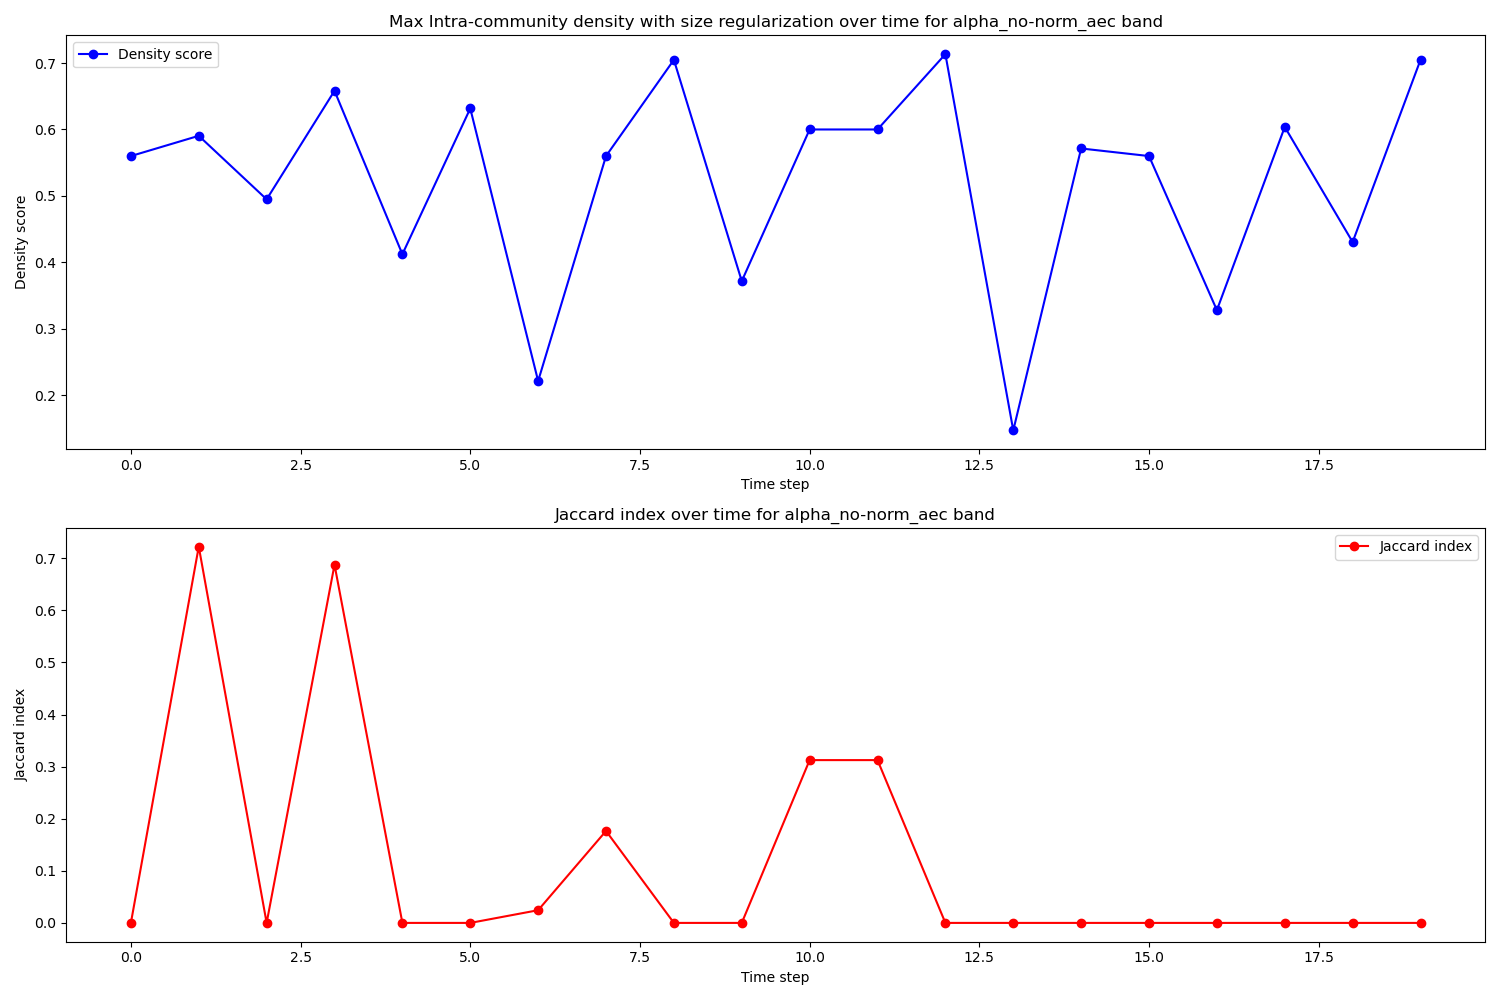 Max Intra-community density with size regularization over time for alpha_no-norm_aec band
Density score
0.7
0.6
0.5
0.4
0.3
0.2
Density score
0.0 2.5 5.0 7.5 10.0 12.5 15.0 17.5
Time step
Jaccard index over time for alpha_no-norm_aec band
Jaccard index
0.7
0.6
0.5
0.4
0.3
0.2
0.1
0.0
Jaccard index
0.0 2.5 5.0 7.5 10.0 12.5 15.0 17.5
Time step